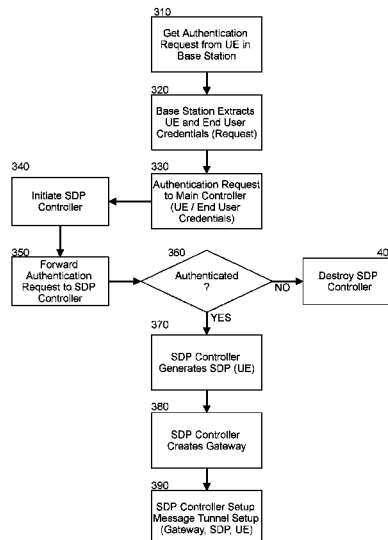 310
Get Authentication
Request from UE in
Base Station
320
Base Station Extracts
UE and End User
Credentials (Request)
330
Authentication Request
to Main Controller
(UE / End User
Credentials)
340
Initiate SDP
Controller
350
Forward
Authentication
Request to SDP
Controller
360
Authenticated
?
NO
YES
40
Destroy SDP
Controller
370
SDP Controller
Generates SDP (UE)
380
SDP Controller
Creates Gateway
390
SDP Controller Setup
Message Tunnel Setup
(Gateway, SDP, UE)